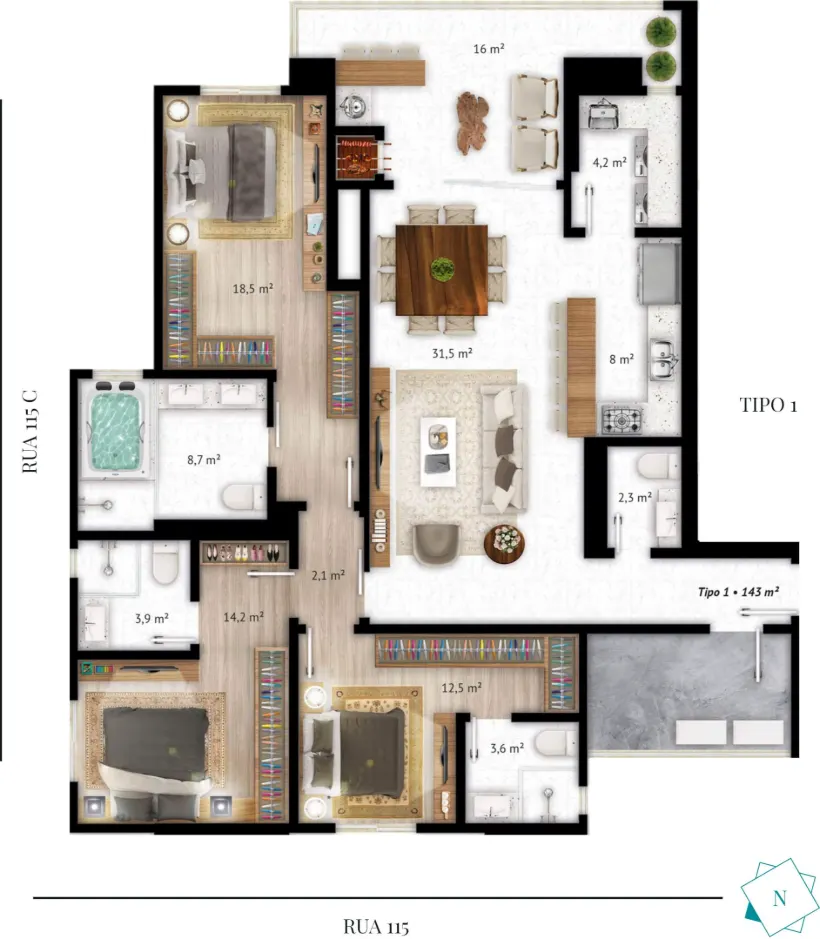 16 m²
4,2 m²
18,5 m²
31,5 m²
8 m²
RUA 115 C
TIPO 1
8,7 m²
2,3 m²
2,1 m²
Tipo 1 • 143 m²
3,9 m²
14,2 m²
12,5 m²
3,6 m²
N
RUA 115